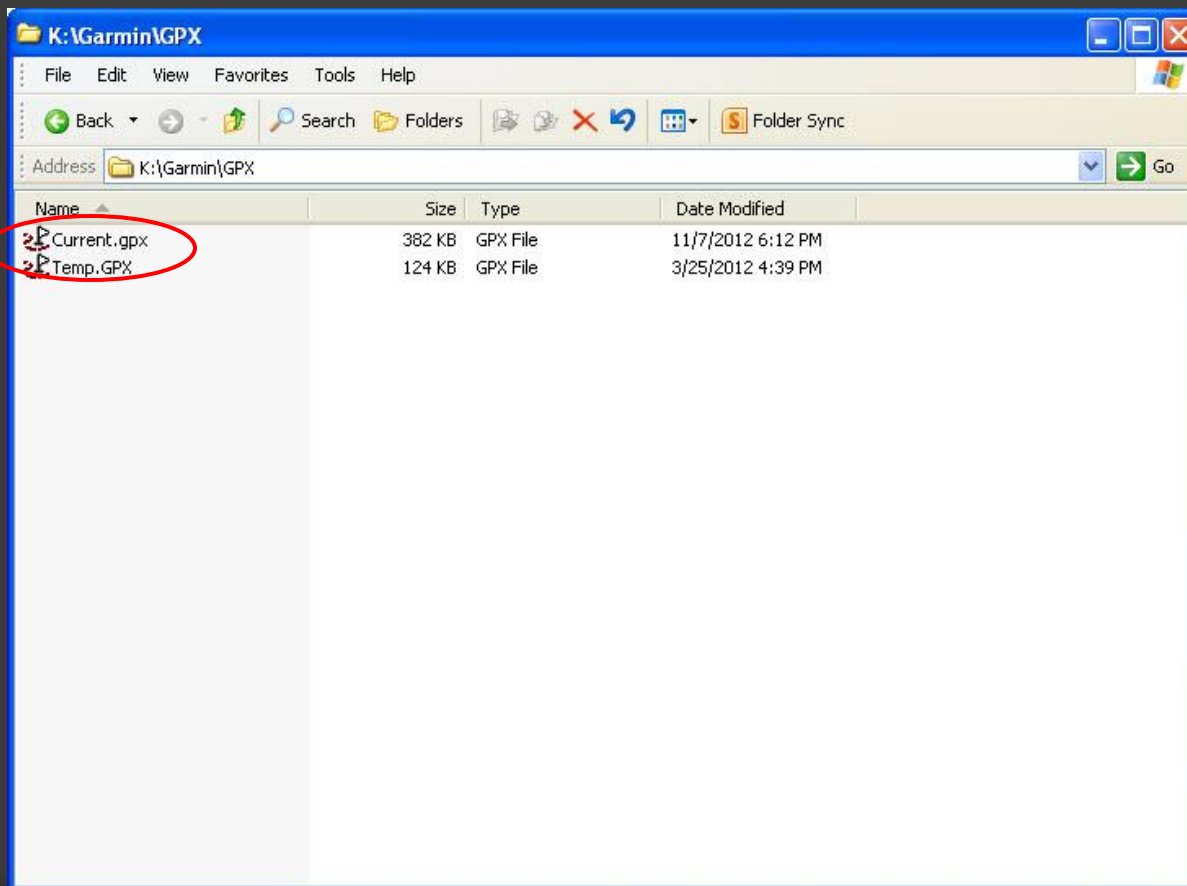 K:\Garmin\GPX
File Edit View Favorites Tools Help
Back Search Folders Folder Sync
Address K:\Garmin\GPX Go
Name Size Type Date Modified
Current.gpx 382 KB GPX File 11/7/2012 6:12 PM
Temp.GPX 124 KB GPX File 3/25/2012 4:39 PM